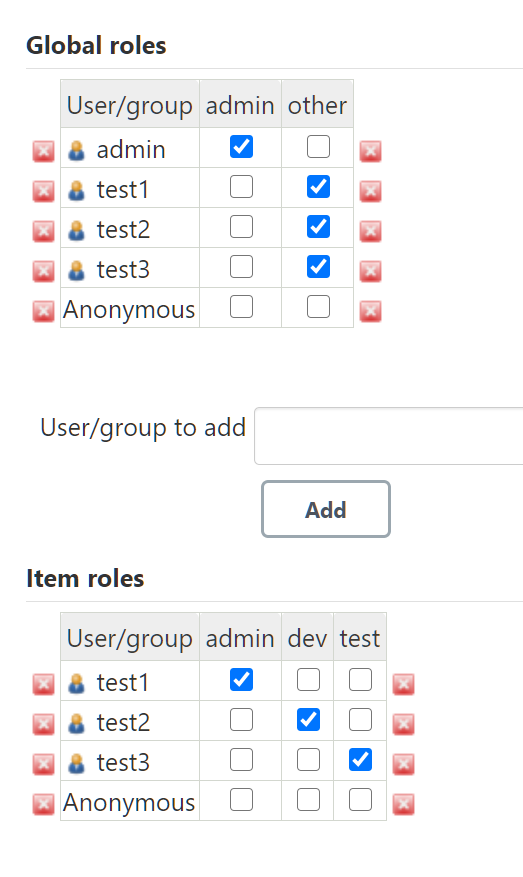 Global roles
User/group admin other
admin
test1
test2
test3
Anonymous
User/group to add
Add
Item roles
User/group admin dev test
test1
test2
test3
Anonymous